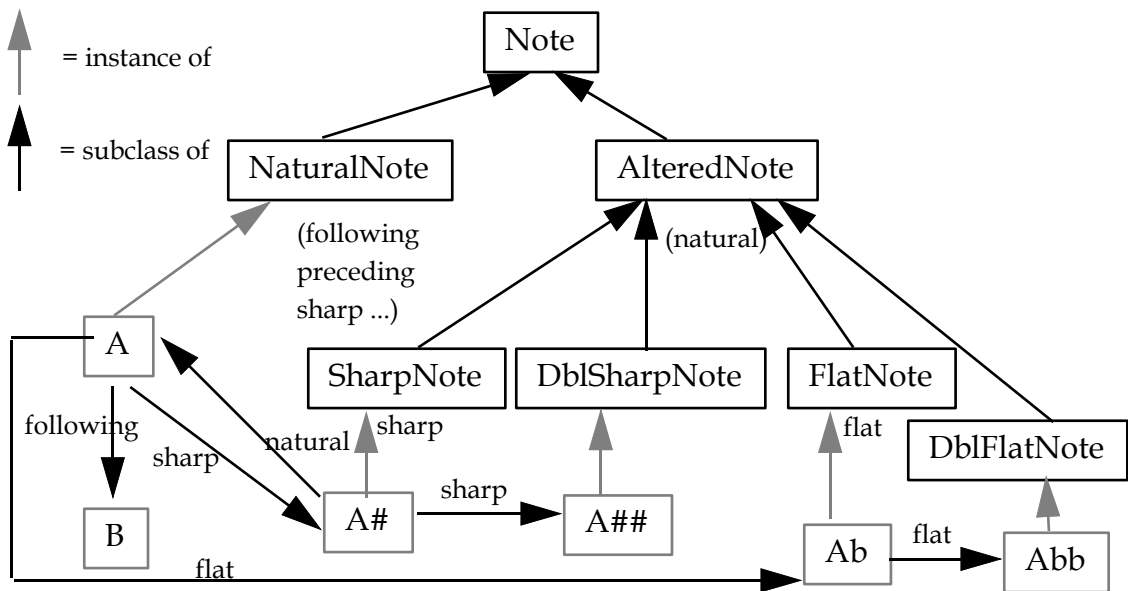 Note
= instance of
= subclass of
NaturalNote
AlteredNote
(following
preceding
sharp ...)
(natural)
A
SharpNote
DblSharpNote
FlatNote
following
sharp
natural
sharp
flat
DblFlatNote
B
A#
sharp
A##
Ab
flat
Abb
flat